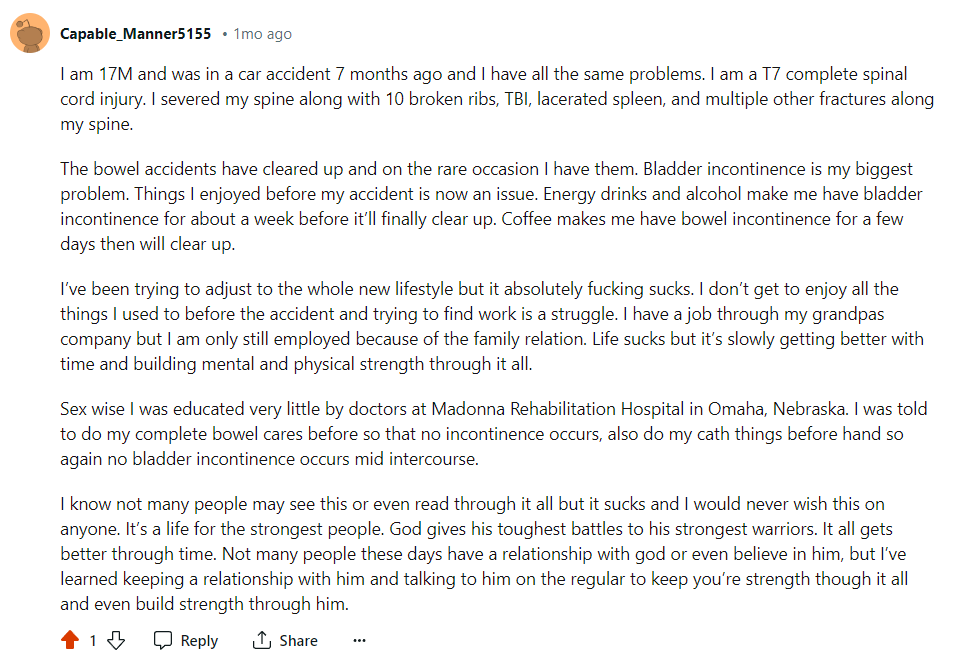 Capable_Manner5155 • 1mo ago
I am 17M and was in a car accident 7 months ago and I have all the same problems. I am a T7 complete spinal
cord injury. I severed my spine along with 10 broken ribs, TBI, lacerated spleen, and multiple other fractures along
my spine.
The bowel accidents have cleared up and on the rare occasion I have them. Bladder incontinence is my biggest
problem. Things I enjoyed before my accident is now an issue. Energy drinks and alcohol make me have bladder
incontinence for about a week before it'll finally clear up. Coffee makes me have bowel incontinence for a few
days then will clear up.
I've been trying to adjust to the whole new lifestyle but it absolutely fucking sucks. I don't get to enjoy all the
things I used to before the accident and trying to find work is a struggle. I have a job through my grandpas
company but I am only still employed because of the family relation. Life sucks but it's slowly getting better with
time and building mental and physical strength through it all.
Sex wise I was educated very little by doctors at Madonna Rehabilitation Hospital in Omaha, Nebraska. I was told
to do my complete bowel cares before so that no incontinence occurs, also do my cath things before hand so
again no bladder incontinence occurs mid intercourse.
I know not many people may see this or even read through it all but it sucks and I would never wish this on
anyone. It's a life for the strongest people. God gives his toughest battles to his strongest warriors. It all gets
better through time. Not many people these days have a relationship with god or even believe in him, but I've
learned keeping a relationship with him and talking to him on the regular to keep you're strength though it all
and even build strength through him.
1 Reply Share ...